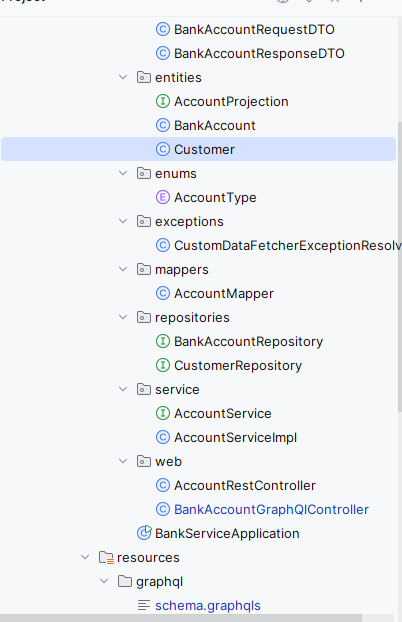 BankAccountRequestDTO
BankAccountResponseDTO
entities
AccountProjection
BankAccount
Customer
enums
AccountType
exceptions
CustomDataFetcherExceptionResolv
mappers
AccountMapper
repositories
BankAccountRepository
CustomerRepository
service
AccountService
AccountServiceImpl
web
AccountRestController
BankAccountGraphQlController
BankServiceApplication
resources
graphql
schema.graphqls